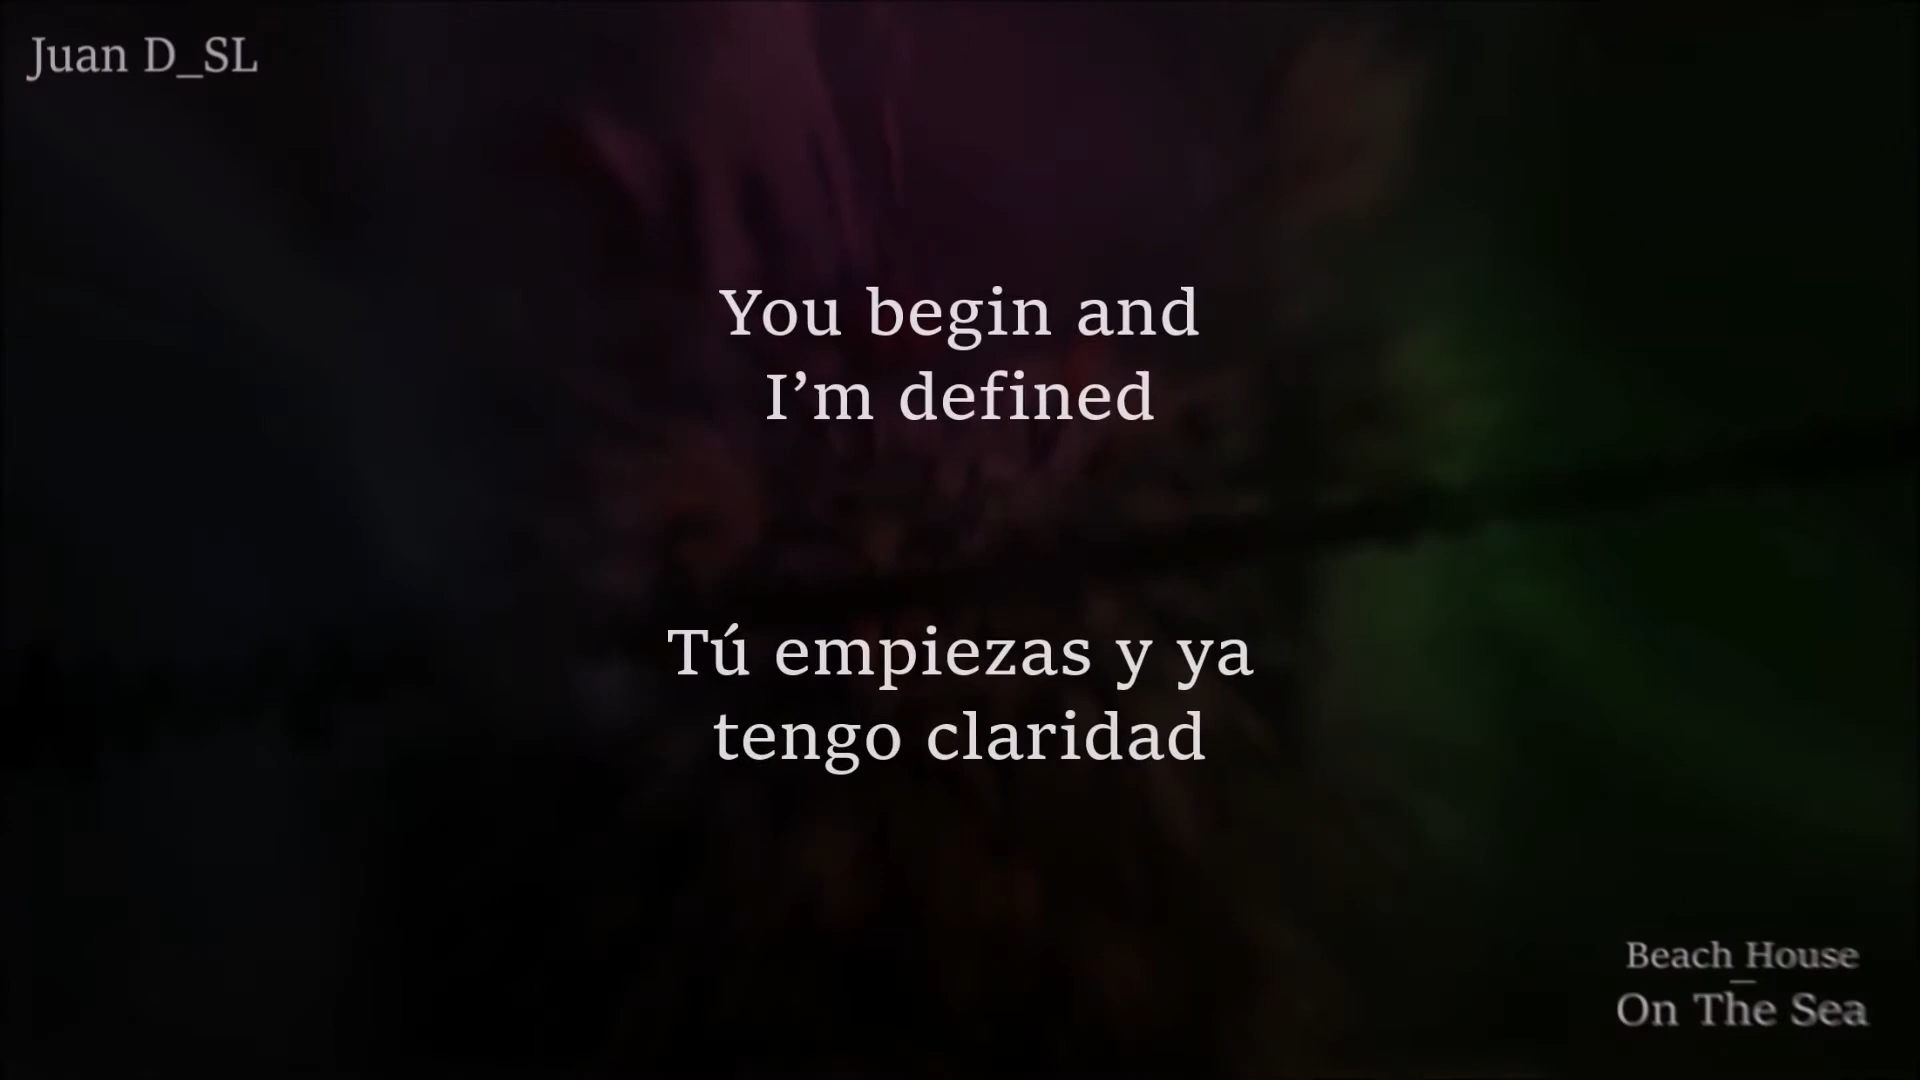 Juan D_SL
You begin and
I’m defined
Tú empiezas y ya
tengo claridad
Beach House
–
On The Sea